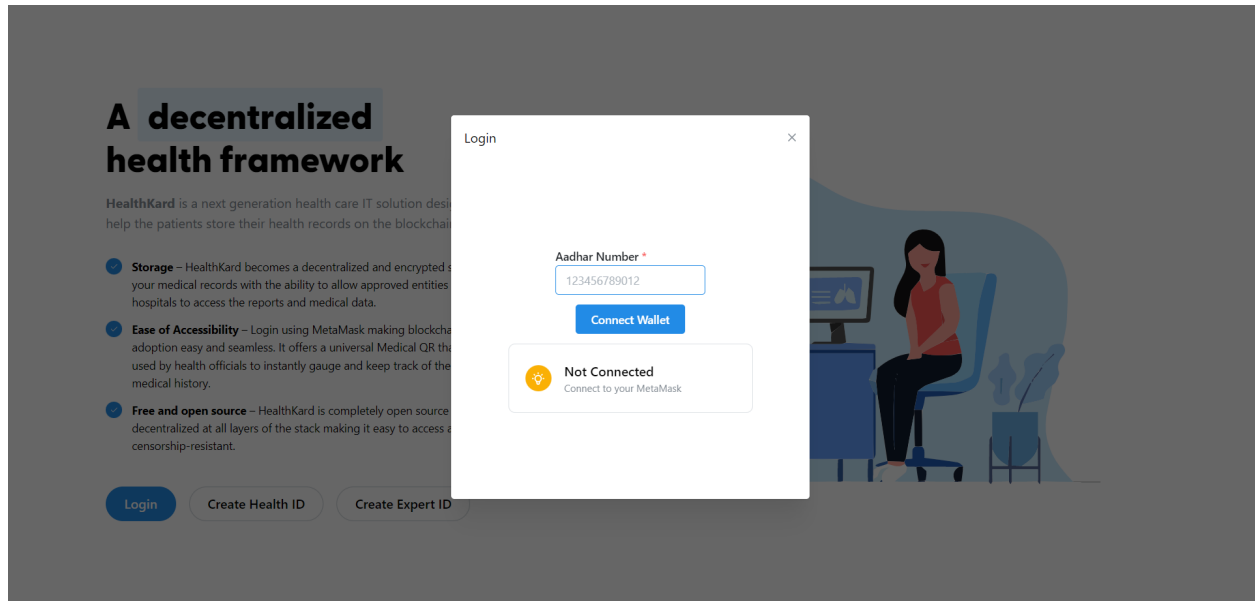 A decentralized
health framework
HealthKard is a next generation health care IT solution
help the patients store their health records on the
Storage – HealthKard becomes a decentralized and encrypted
your medical records with the ability to allow approved entities
hospitals to access the reports and medical data.
Ease of Accessibility – Login using MetaMask making
adoption easy and seamless. It offers a universal Medical QR
used by health officials to instantly gauge and keep track of the
medical history.
Free and open source – HealthKard is completely open source
decentralized at all layers of the stack making it easy to access
censorship-resistant.
Login
Create Health ID
Create Expert ID
Login
Aadhar Number *
123456789012
Connect Wallet
Not Connected
Connect to your MetaMask